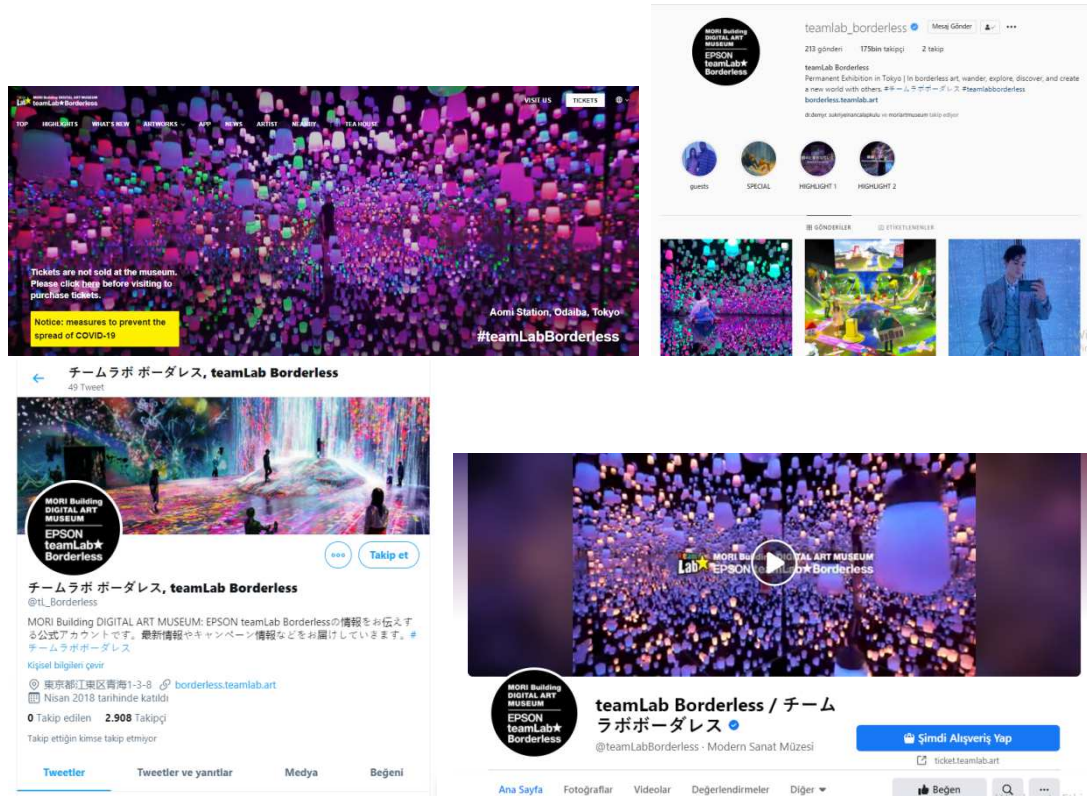 teamLab★Borderless
VISIT US
TICKETS
TOP
HIGHLIGHTS
WHAT'S NEW
ARTWORKS
APP
NEWS
ARTIST
NEARBY
TEA HOUSE
Tickets are not sold at the museum.
Please click here before visiting to
purchase tickets.
Notice: measures to prevent the
spread of COVID-19
Aomi Station, Odaiba, Tokyo
#teamLabBorderless
MORI Building
DIGITAL ART
MUSEUM
EPSON
teamLab★
Borderless
teamlab_borderless
Mesaj Gönder
213 gönderi 175bin takipçi 2 takip
teamLab Borderless
Permanent Exhibition in Tokyo | In borderless art, wander, explore, discover, and create
a new world with others. #チームラボボーダレス #teamlabborderless
borderless.teamlab.art
takip ediyor
guests
SPECIAL
HIGHLIGHT 1
HIGHLIGHT 2
GÖNDERİLER
ETİKETLENENLER
チームラボ ボーダレス, teamLab Borderless
49 Tweet
MORI Building
DIGITAL ART
MUSEUM
EPSON
teamLab★
Borderless
Takip et
チームラボ ボーダレス, teamLab Borderless
@tL_Borderless
MORI Building DIGITAL ART MUSEUM: EPSON teamLab Borderlessの情報をお伝えす
る公式アカウントです。最新情報やキャンペーン情報などをお届けしていきます。#
チームラボボーダレス
Kişisel bilgileri çevir
東京都江東区青海1-3-8 borderless.teamlab.art
Nisan 2018 tarihinde katıldı
0 Takip edilen 2.908 Takipçi
Takip ettiğin kimse takip etmiyor
Tweetler
Tweetler ve yanıtlar
Medya
Beğeni
Lab★
MORI Building DIGITAL ART MUSEUM
EPSON teamLab★Borderless
MORI Building
DIGITAL ART
MUSEUM
EPSON
teamLab★
Borderless
teamLab Borderless / チーム
ラボボーダレス
@teamLabBorderless · Modern Sanat Müzesi
Şimdi Alışveriş Yap
ticket.teamlab.art
Ana Sayfa
Fotoğraflar
Videolar
Değerlendirmeler
Diğer
Beğen